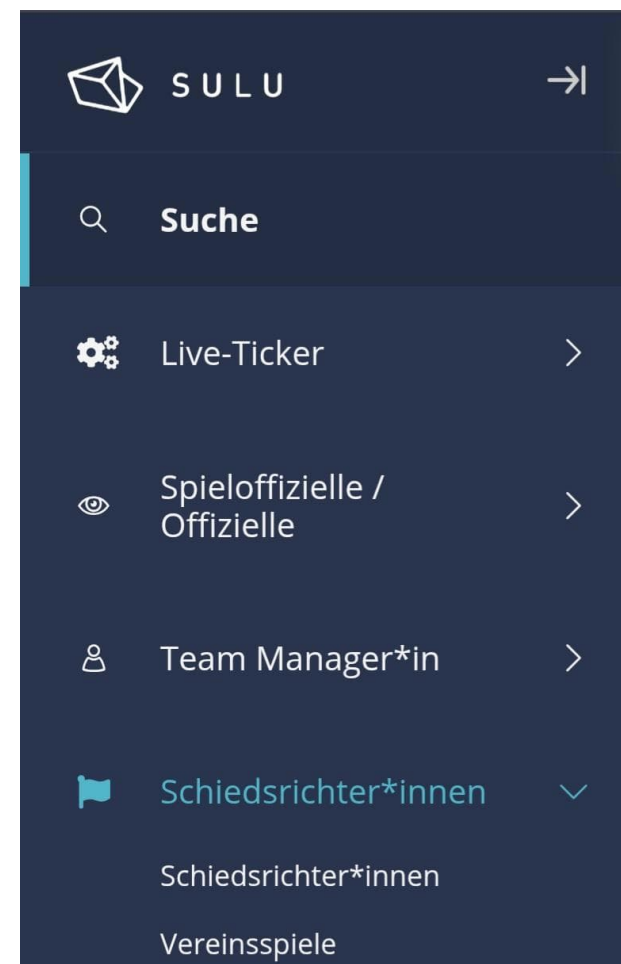 SULU
Suche
Live-Ticker
Spieloffizielle /
Offizielle
Team Manager*in
Schiedsrichter*innen
Schiedsrichter*innen
Vereinsspiele